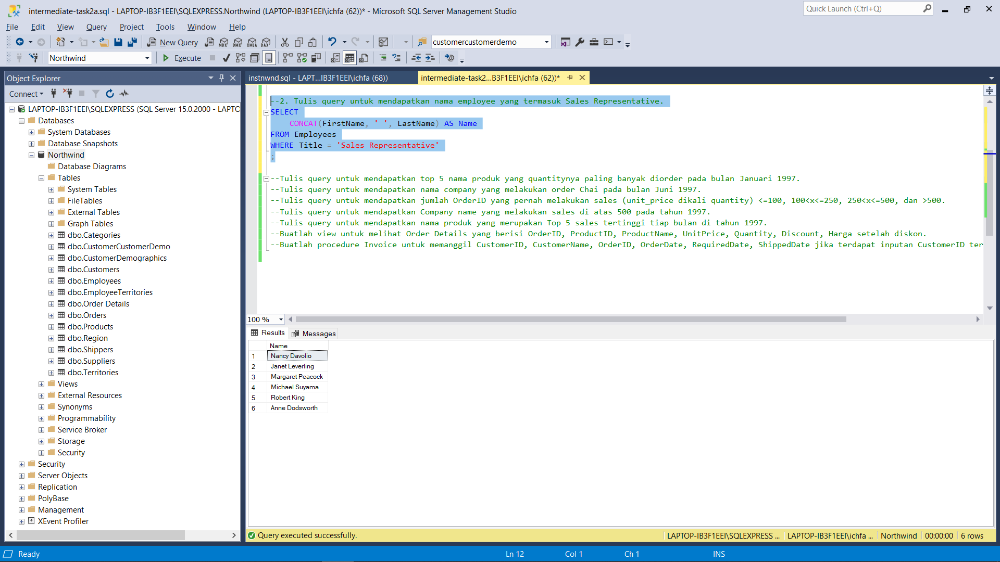 intermediate-task2a.sql - LAPTOP-IB3F1EEI\SQLEXPRESS.Northwind (LAPTOP-IB3F1EEI\ichfa (62))* - Microsoft SQL Server Management Studio
Quick Launch (Ctrl+Q)
File Edit View Query Project Tools Window Help
New Query
MDX DMX XMLA DAX
customercustomerdemo
Northwind
Execute
Object Explorer
Connect
LAPTOP-IB3F1EEI\SQLEXPRESS (SQL Server 15.0.2000 - LAPTO
Databases
System Databases
Database Snapshots
Northwind
Database Diagrams
Tables
System Tables
FileTables
External Tables
Graph Tables
dbo.Categories
dbo.CustomerCustomerDemo
dbo.CustomerDemographics
dbo.Customers
dbo.Employees
dbo.EmployeeTerritories
dbo.Order Details
dbo.Orders
dbo.Products
dbo.Region
dbo.Shippers
dbo.Suppliers
dbo.Territories
Views
External Resources
Synonyms
Programmability
Service Broker
Storage
Security
Security
Server Objects
Replication
PolyBase
Management
XEvent Profiler
instnwnd.sql - LAPT...IB3F1EEI\ichfa (68))
intermediate-task2...B3F1EEI\ichfa (62))*
--2. Tulis query untuk mendapatkan nama employee yang termasuk Sales Representative.
SELECT
CONCAT(FirstName, ' ', LastName) AS Name
FROM Employees
WHERE Title = 'Sales Representative'
;
--Tulis query untuk mendapatkan top 5 nama produk yang quantitynya paling banyak diorder pada bulan Januari 1997.
--Tulis query untuk mendapatkan nama company yang melakukan order Chai pada bulan Juni 1997.
--Tulis query untuk mendapatkan jumlah OrderID yang pernah melakukan sales (unit_price dikali quantity) <=100, 100<x<=250, 250<x<=500, dan >500.
--Tulis query untuk mendapatkan Company name yang melakukan sales di atas 500 pada tahun 1997.
--Tulis query untuk mendapatkan nama produk yang merupakan Top 5 sales tertinggi tiap bulan di tahun 1997.
--Buatlah view untuk melihat Order Details yang berisi OrderID, ProductID, ProductName, UnitPrice, Quantity, Discount, Harga setelah diskon.
--Buatlah procedure Invoice untuk memanggil CustomerID, CustomerName, OrderID, OrderDate, RequiredDate, ShippedDate jika terdapat inputan CustomerID ter
100 %
Results Messages
Name
1 Nancy Davolio
2 Janet Leverling
3 Margaret Peacock
4 Michael Suyama
5 Robert King
6 Anne Dodsworth
Query executed successfully.
LAPTOP-IB3F1EEI\SQLEXPRESS ... LAPTOP-IB3F1EEI\ichfa ... Northwind 00:00:00 6 rows
Ready
Ln 12 Col 1 Ch 1 INS